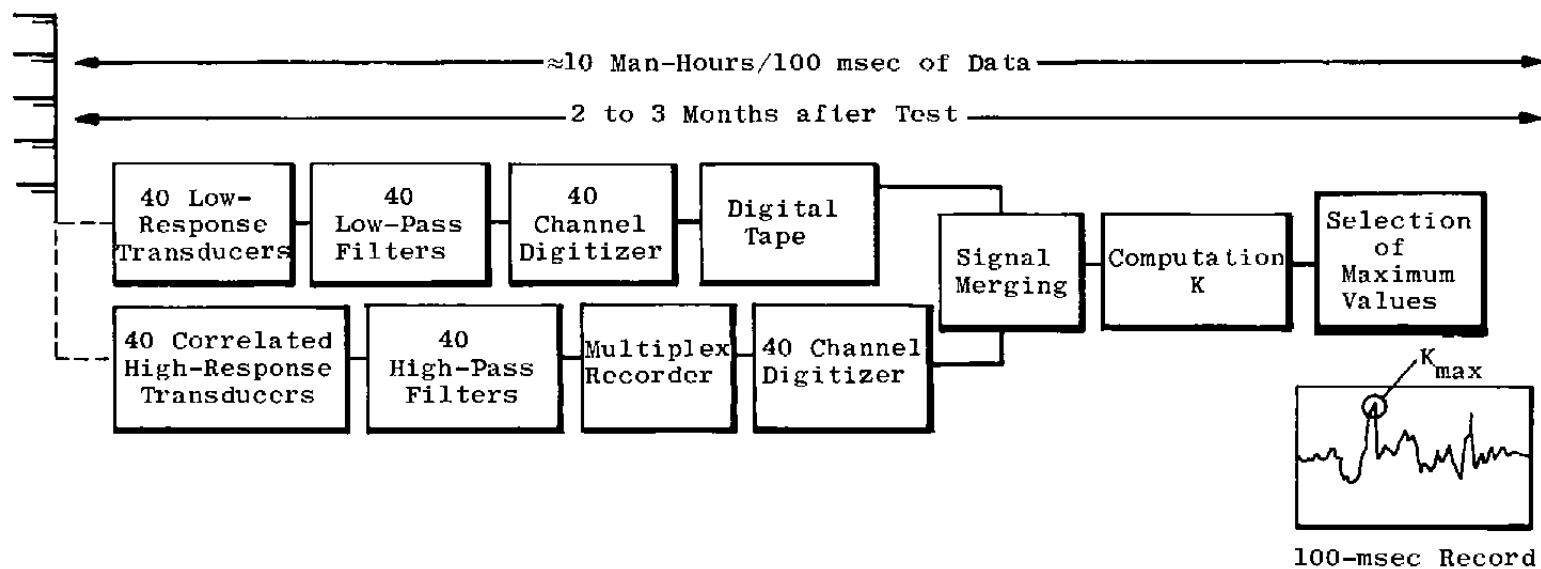 ≈10 Man-Hours/100 msec of Data
2 to 3 Months after Test
40 Low-
Response
Transducers
40
Low-Pass
Filters
40
Channel
Digitizer
Digital
Tape
40 Correlated
High-Response
Transducers
40
High-Pass
Filters
Multiplex
Recorder
40 Channel
Digitizer
Signal
Merging
Computation
K
Selection
of
Maximum
Values
Kmax
100-msec Record